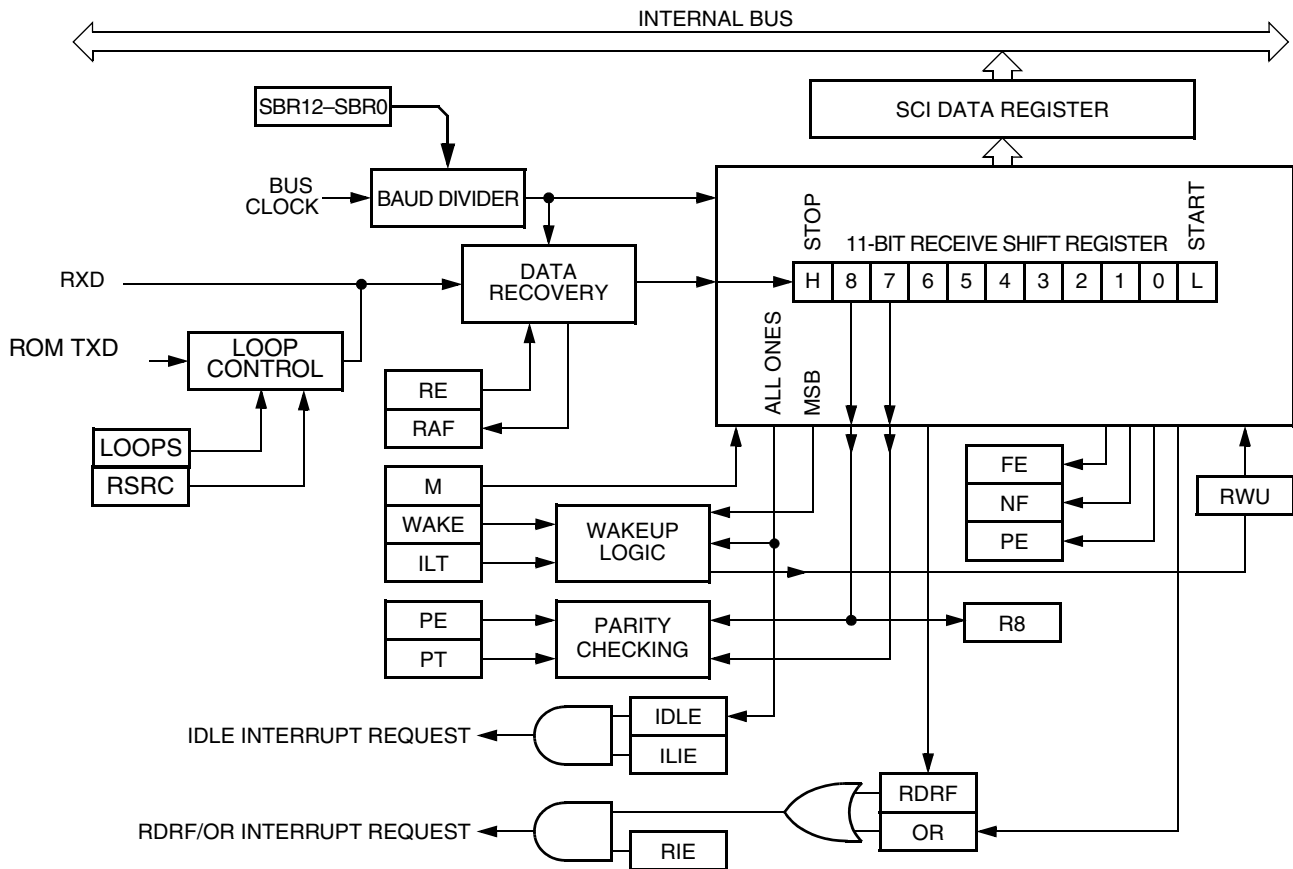 INTERNAL BUS
SBR12–SBR0
SCI DATA REGISTER
BUS
CLOCK
BAUD DIVIDER
STOP
START
11-BIT RECEIVE SHIFT REGISTER
H 8 7 6 5 4 3 2 1 0 L
RXD
DATA
RECOVERY
ROM TXD
LOOP
CONTROL
ALL ONES
MSB
RE
RAF
LOOPS
RSRC
M
WAKE
ILT
WAKEUP
LOGIC
FE
NF
PE
RWU
PE
PT
PARITY
CHECKING
R8
IDLE INTERRUPT REQUEST
IDLE
ILIE
RDRF/OR INTERRUPT REQUEST
RIE
RDRF
OR